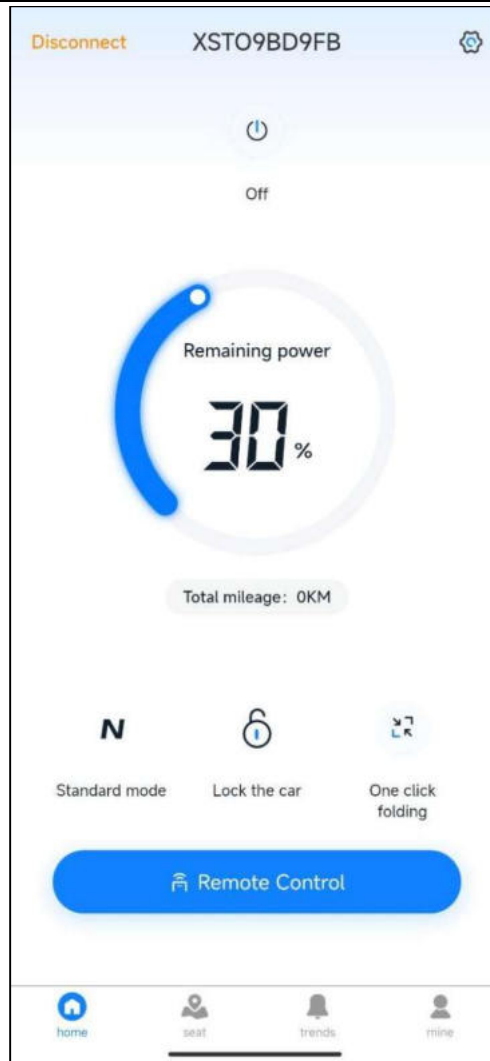 Disconnect XSTO9BD9FB
Off
Remaining power
30 %
Total mileage: 0KM
N
Standard mode Lock the car One click
folding
Remote Control
home seat trends mine